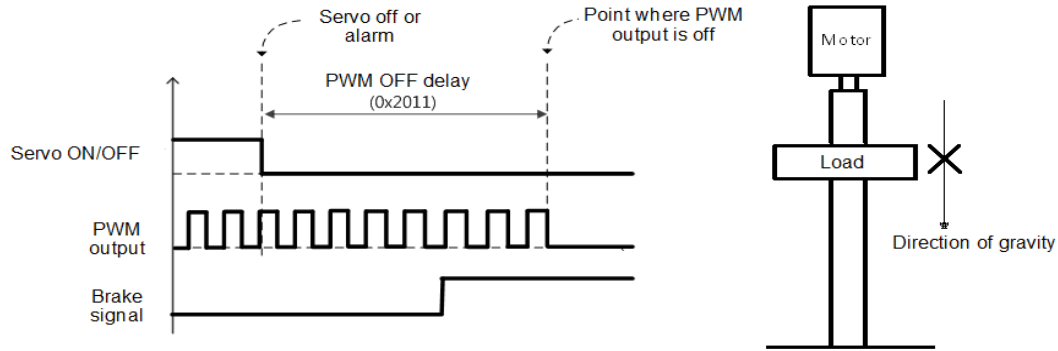 Servo off or
alarm
Point where PWM
output is off
PWM OFF delay
(0x2011)
Servo ON/OFF
PWM
output
Brake
signal
Motor
Load
Direction of gravity